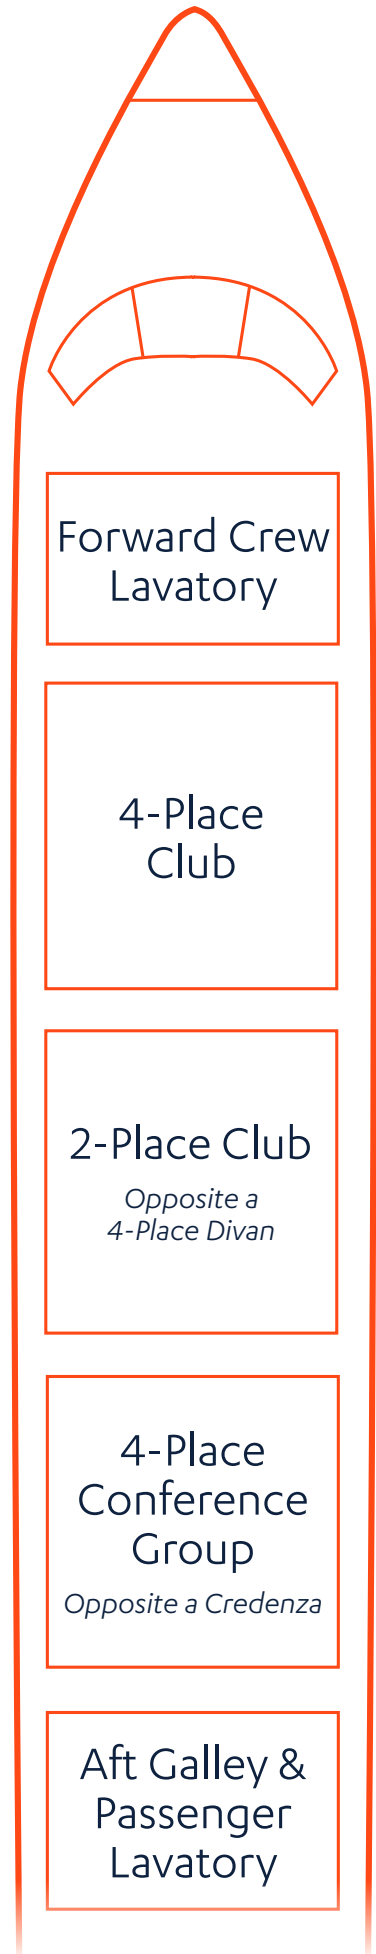 Forward Crew
Lavatory
4-Place
Club
2-Place Club
Opposite a
4-Place Divan
4-Place
Conference
Group
Opposite a Credenza
Aft Galley &
Passenger
Lavatory